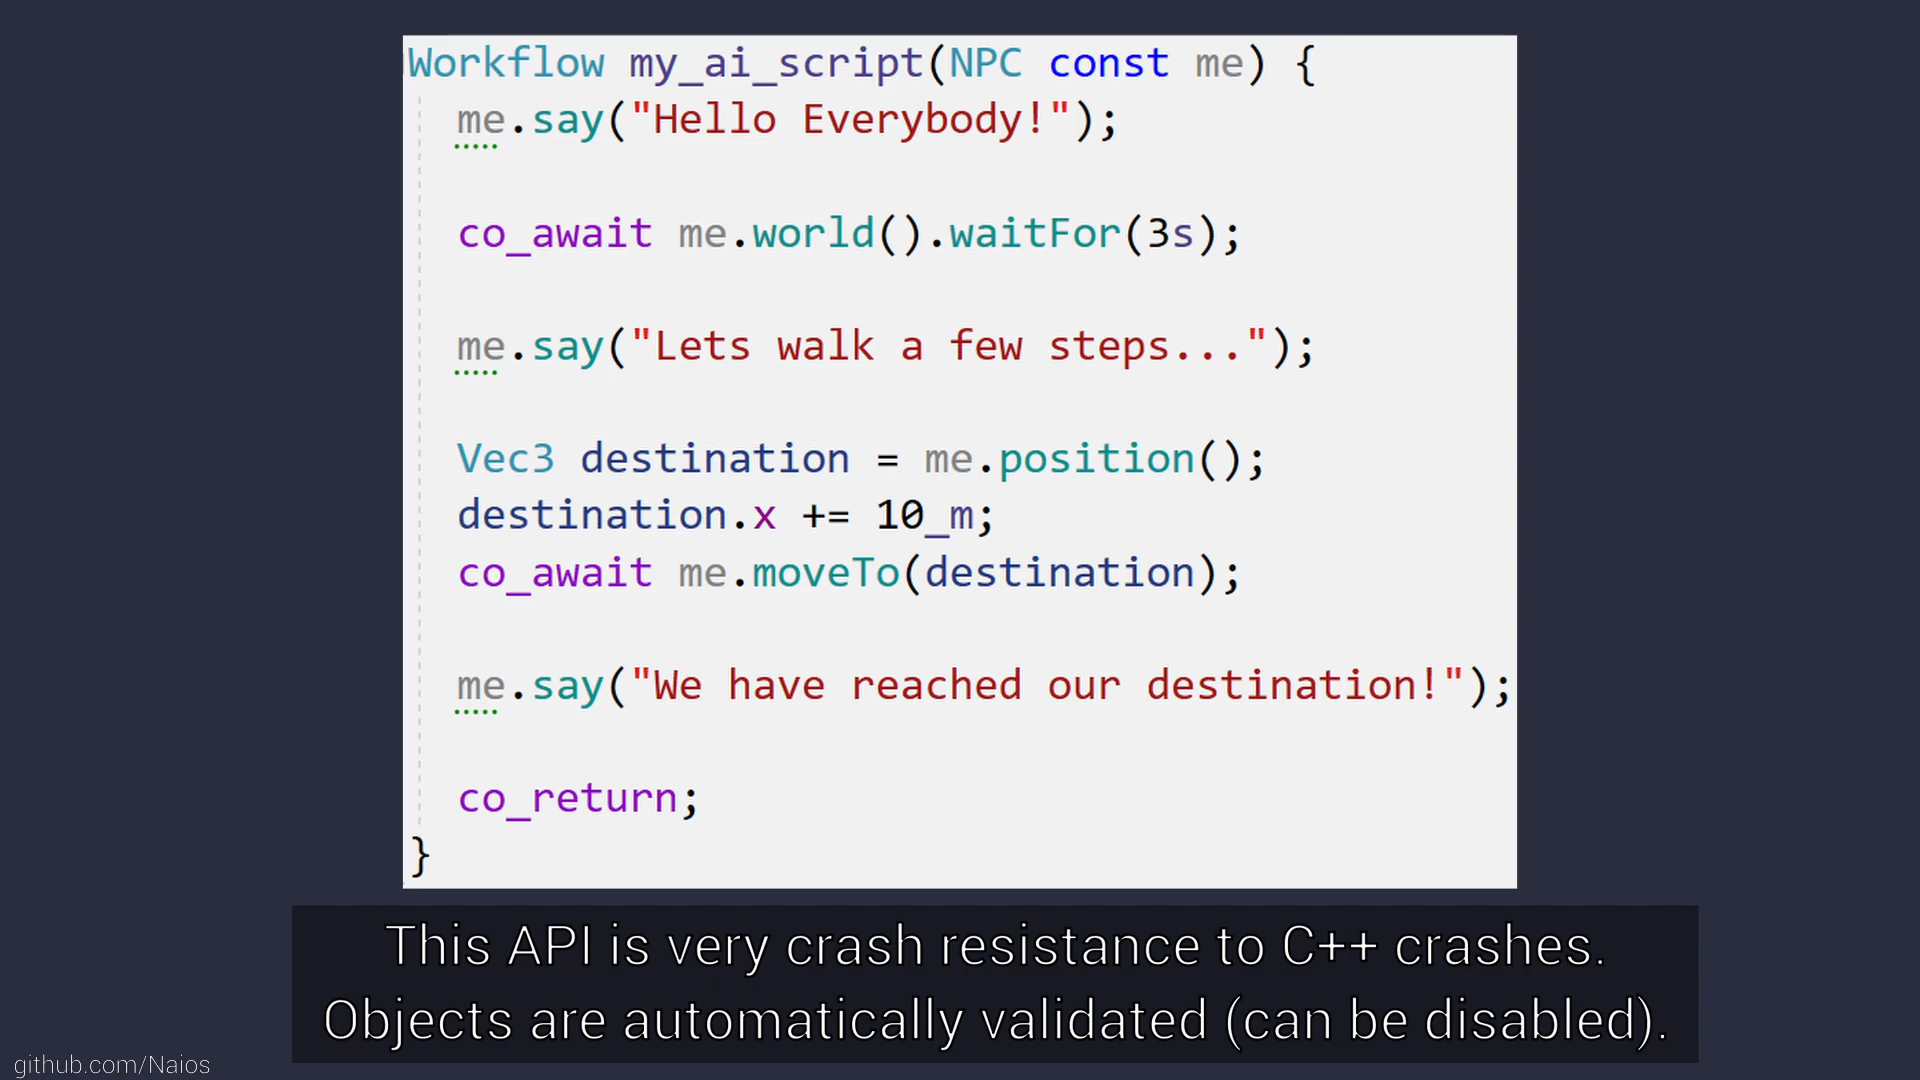 Workflow my_ai_script(NPC const me) {
me.say("Hello Everybody!");
co_await me.world().waitFor(3s);
me.say("Lets walk a few steps...");
Vec3 destination = me.position();
destination.x += 10_m;
co_await me.moveTo(destination);
me.say("We have reached our destination!");
co_return;
}
This API is very crash resistance to C++ crashes.
Objects are automatically validated (can be disabled).
github.com/Naios